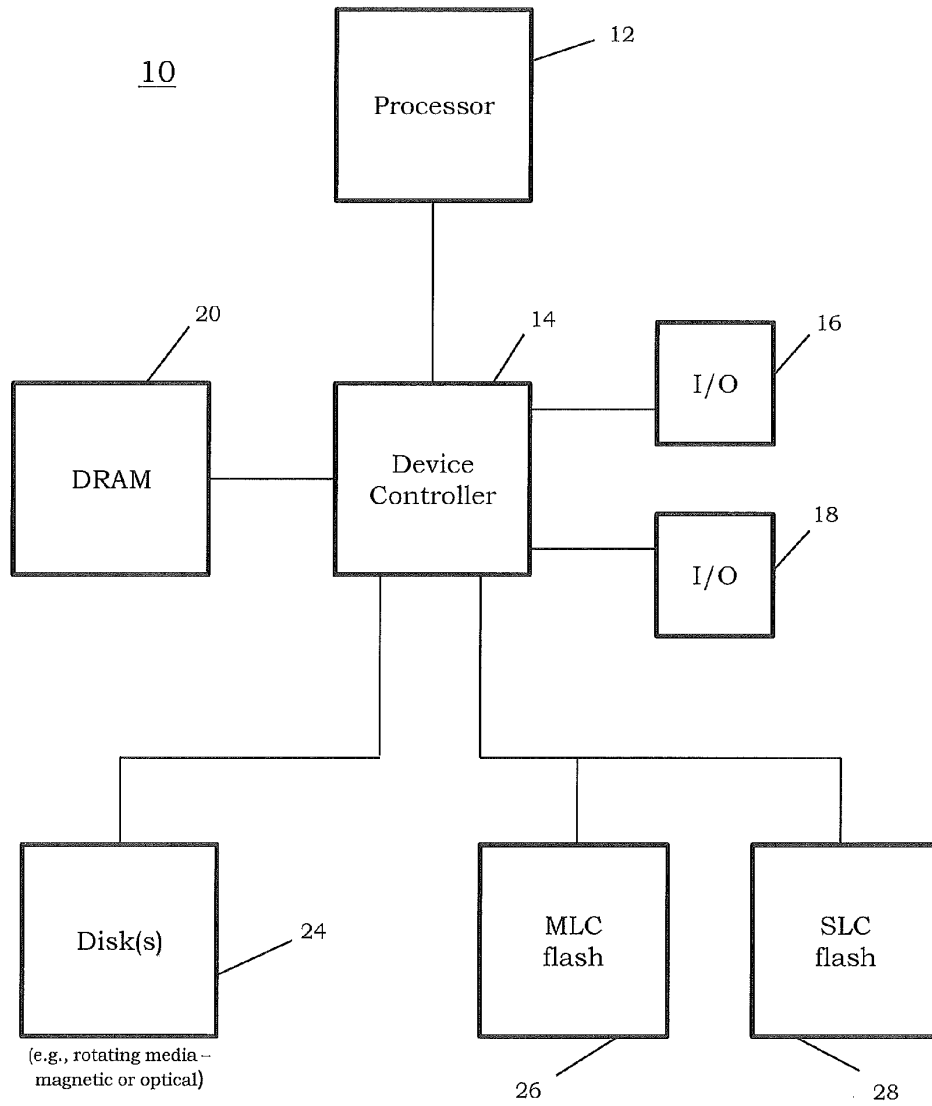 12
10
Processor
20
14
16
I/O
DRAM
Device
Controller
18
I/O
Disk(s)
24
MLC
flash
SLC
flash
(e.g., rotating media –
magnetic or optical)
26
28